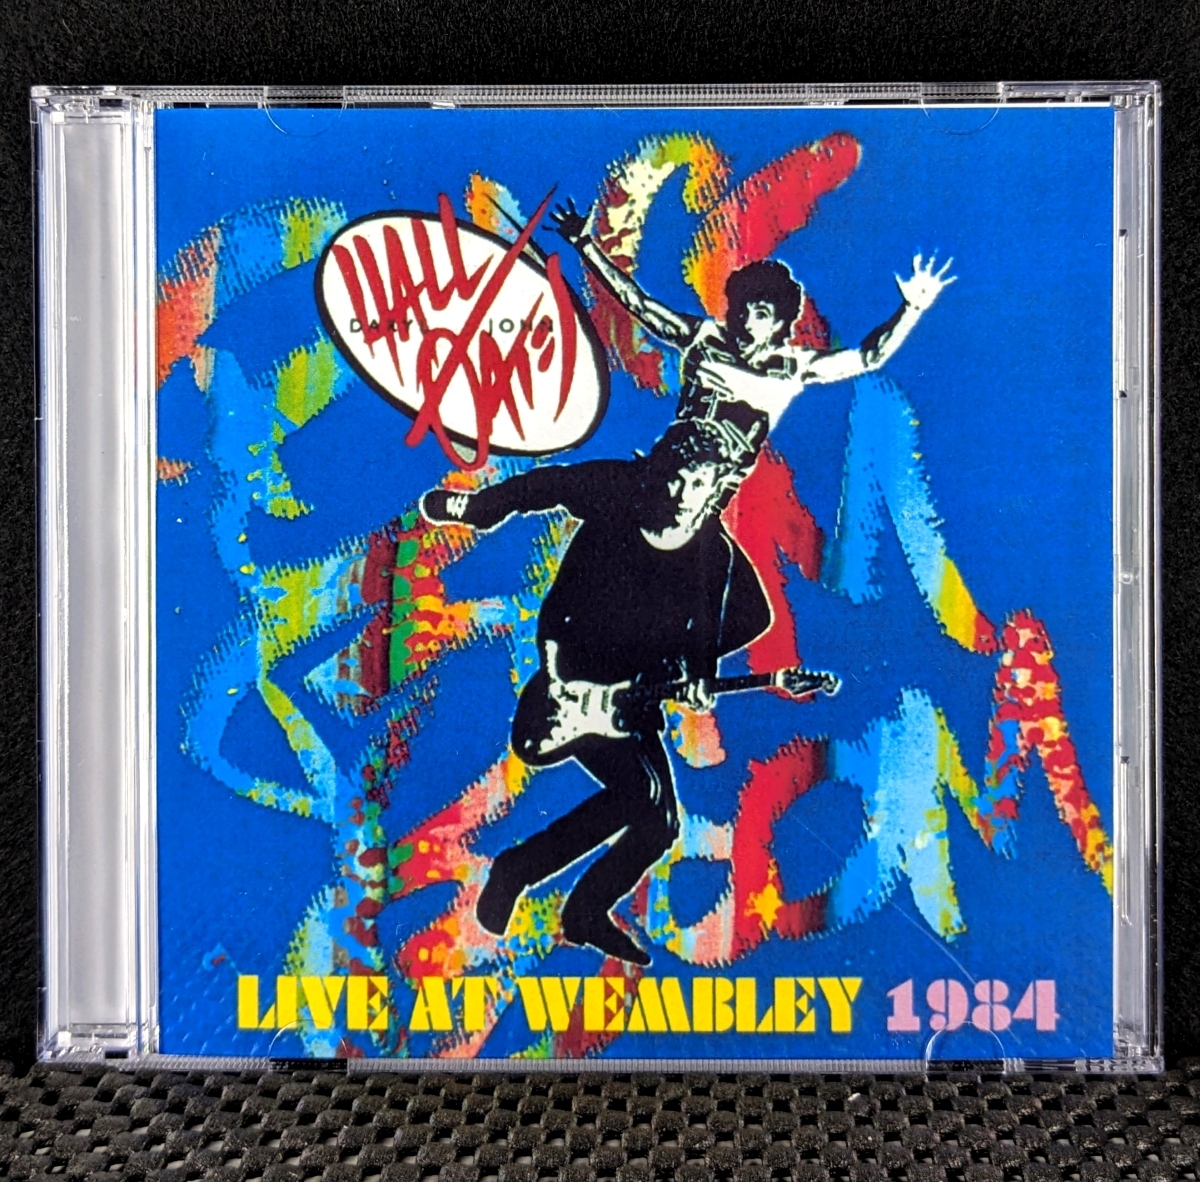 HALL
DARYL JOHN
OATES
LIVE AT WEMBLEY 1984